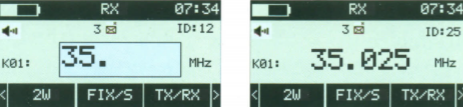 RX 07:34
3 ID:12
K01: 35. MHz
< 2W FIX/S TX/RX >
RX 07:34
3 ID:25
K01: 35.025 MHz
< 2W FIX/S TX/RX >